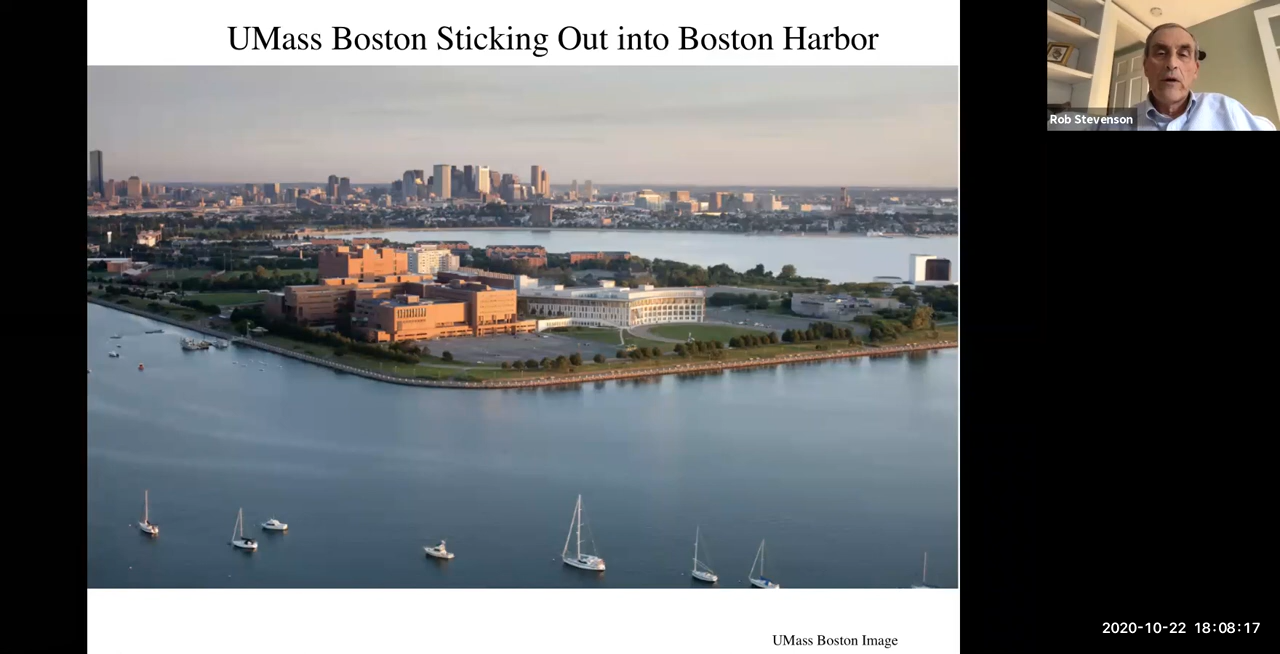 UMass Boston Sticking Out into Boston Harbor
Rob Stevenson
2020-10-22 18:08:17
UMass Boston Image